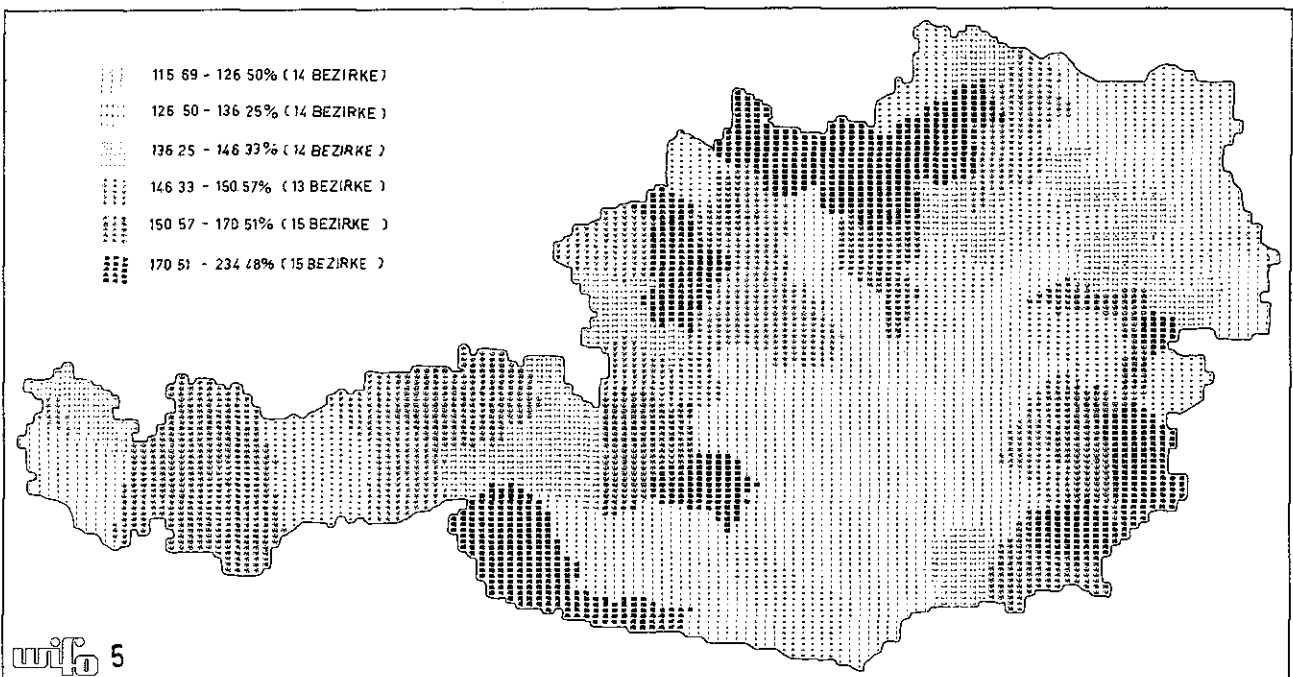 115 69 - 126 50% ( 14 BEZIRKE )
126 50 - 136 25% ( 14 BEZIRKE )
136 25 - 146 33% ( 14 BEZIRKE )
146 33 - 150 57% ( 13 BEZIRKE )
150 57 - 170 51% ( 15 BEZIRKE )
170 51 - 234 48% ( 15 BEZIRKE )
wifo 5